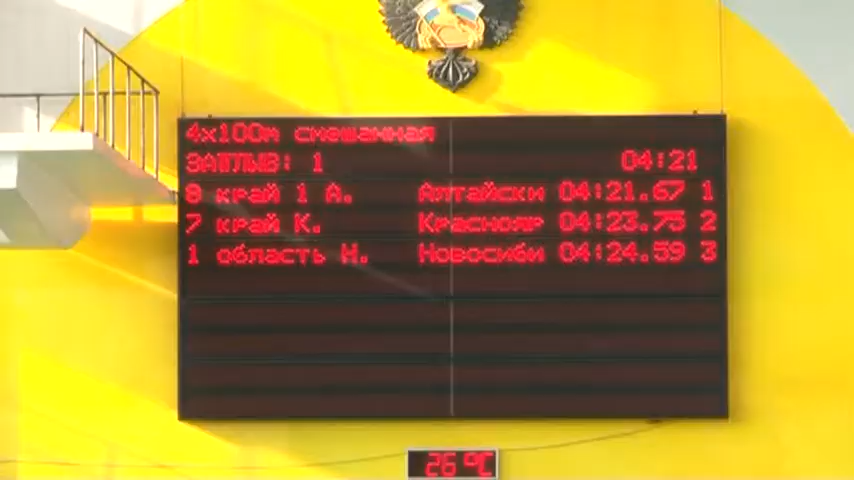 4x100м смешанная
ЗАПЛЫВ: 1 04:21
8 край 1 А. Алтайски 04:21.67 1
7 край К. Краснояр 04:23.75 2
1 область Н. Новосиби 04:24.59 3
26 °C